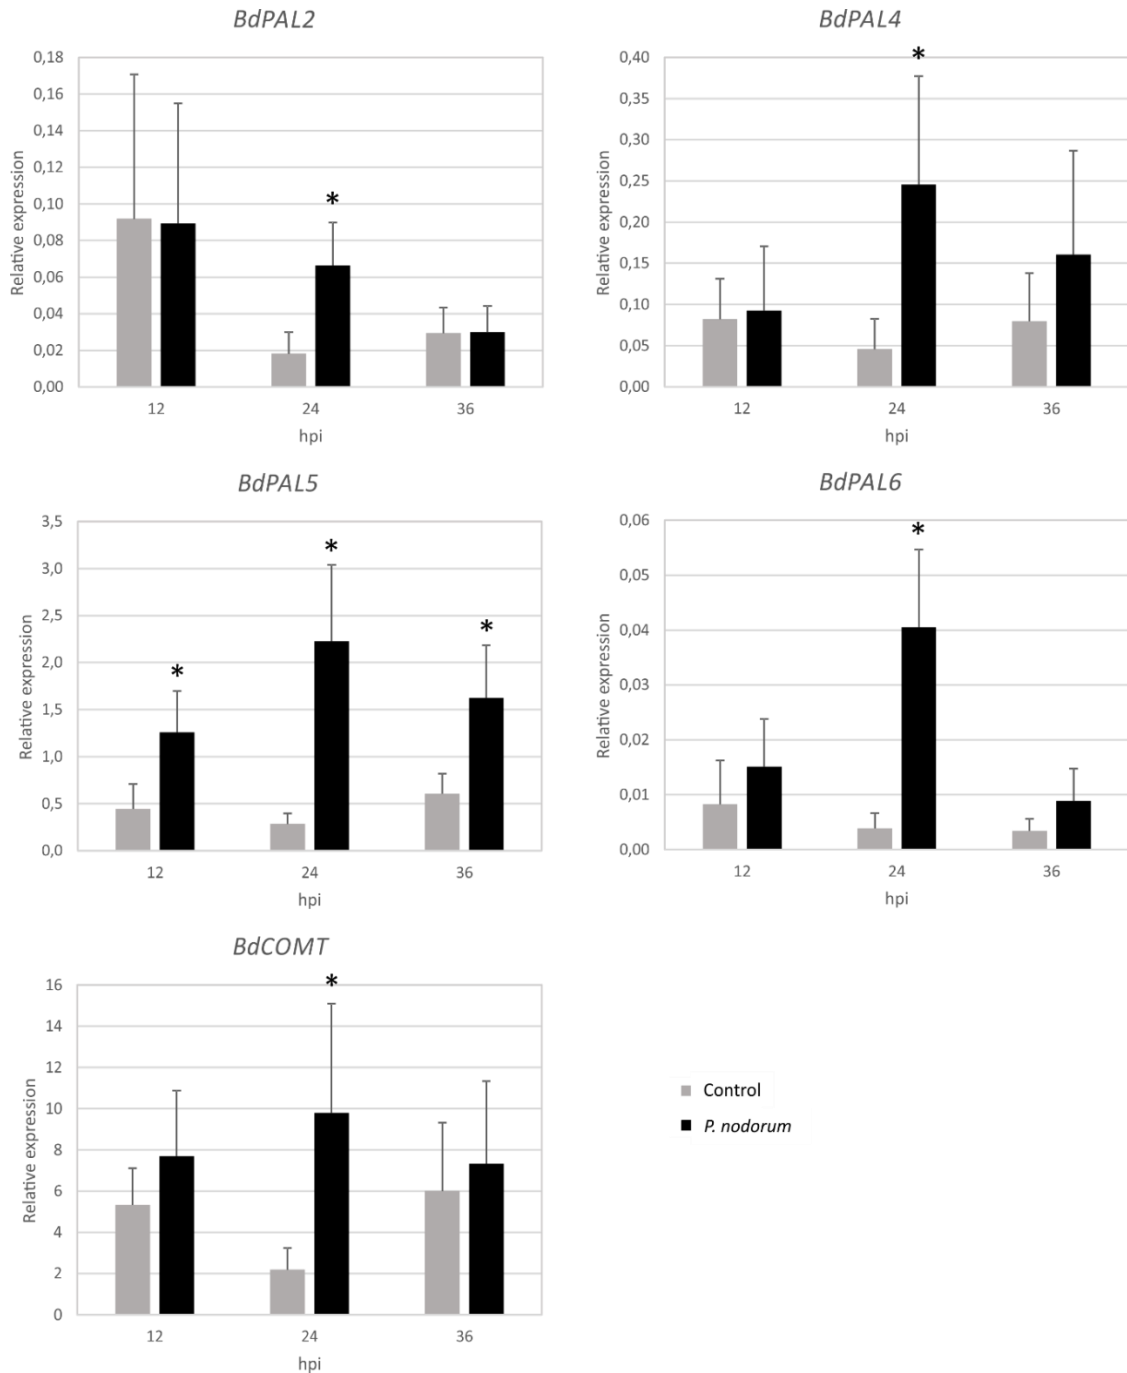 BdPAL2
0,18
0,16
0,14
0,12
0,10
0,08
0,06
0,04
0,02
0,00
Relative expression
*
12 24 36
hpi
BdPAL4
0,40
0,35
0,30
0,25
0,20
0,15
0,10
0,05
0,00
Relative expression
*
12 24 36
hpi
BdPAL5
3,5
3,0
2,5
2,0
1,5
1,0
0,5
0,0
Relative expression
* * *
12 24 36
hpi
BdPAL6
0,06
0,05
0,04
0,03
0,02
0,01
0,00
Relative expression
*
12 24 36
hpi
BdCOMT
16
14
12
10
8
6
4
2
0
Relative expression
*
12 24 36
hpi
Control
P. nodorum